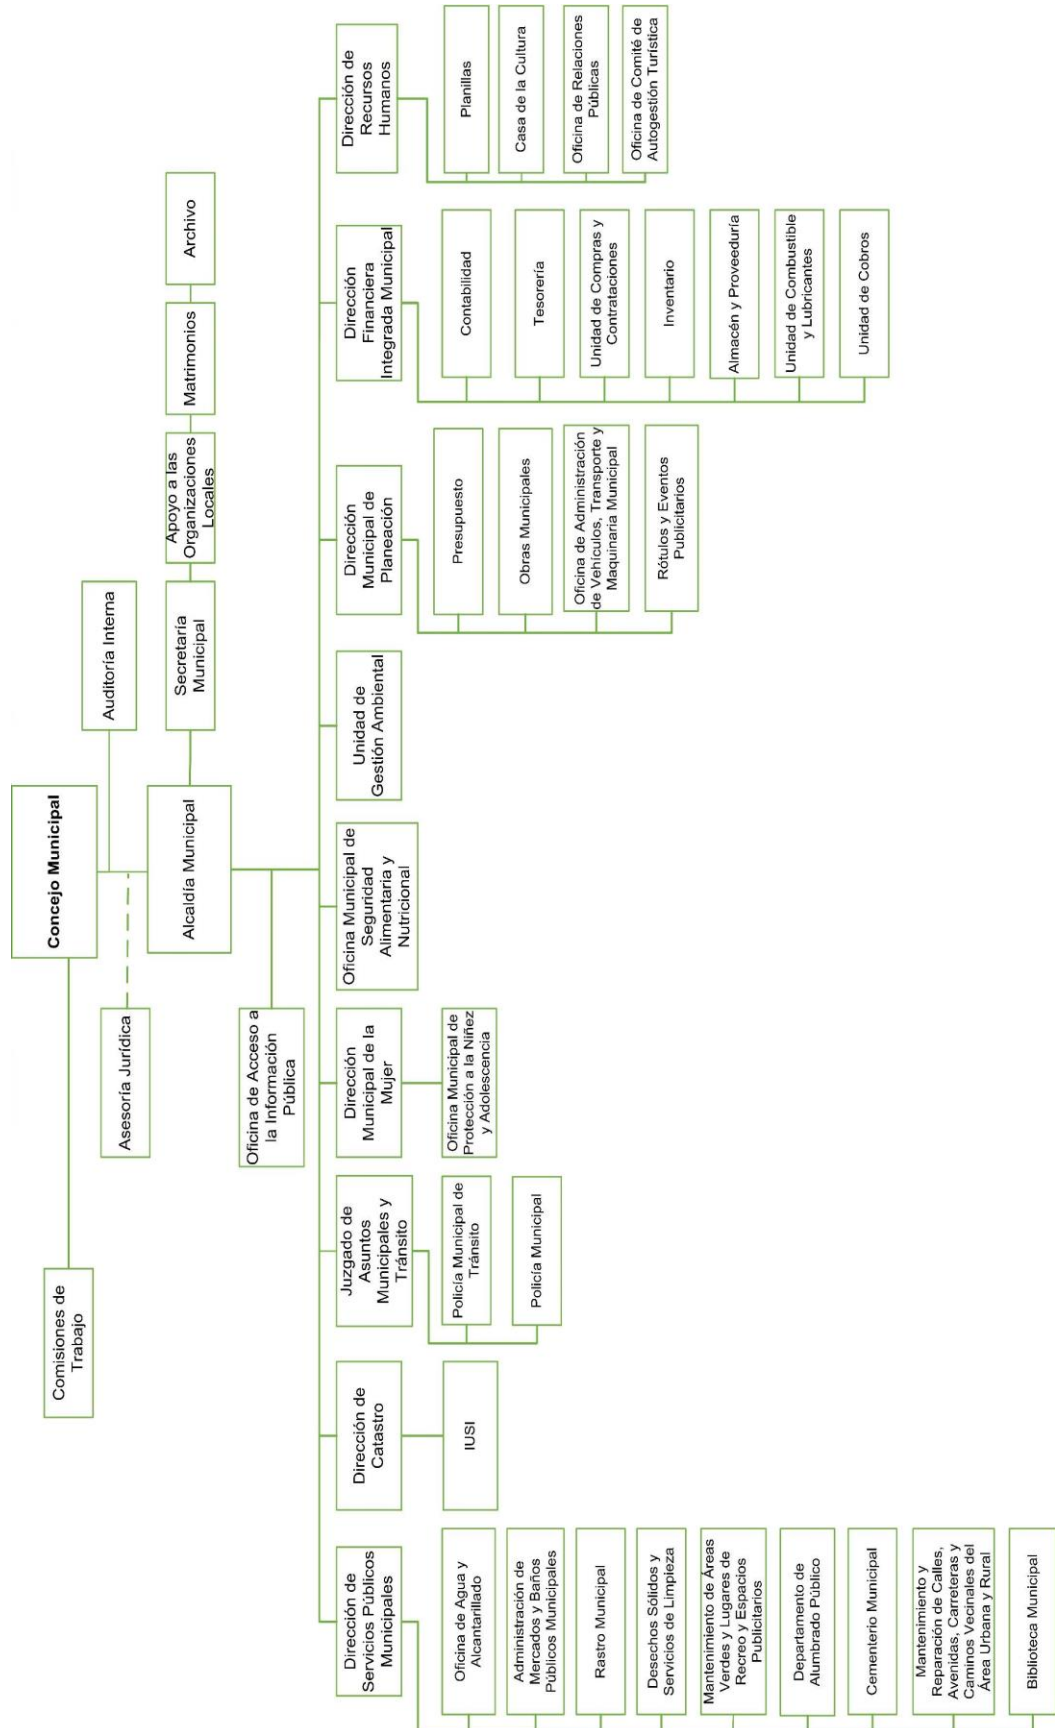 Concejo Municipal
Comisiones de
Trabajo
Auditoría Interna
Asesoría Jurídica
Alcaldía Municipal
Secretaría
Municipal
Apoyo a las
Organizaciones
Locales
Matrimonios
Archivo
Oficina de Acceso a
la Información
Pública
Dirección de
Servicios Públicos
Municipales
Oficina de Agua y
Alcantarillado
Administración de
Mercados y Baños
Públicos Municipales
Rastro Municipal
Desechos Sólidos y
Servicios de Limpieza
Mantenimiento de Áreas
Verdes y Lugares de
Recreo y Espacios
Publicitarios
Departamento de
Alumbrado Público
Cementerio Municipal
Mantenimiento y
Reparación de Calles,
Avenidas, Carreteras y
Caminos Vecinales del
Área Urbana y Rural
Biblioteca Municipal
Dirección de
Catastro
IUSI
Juzgado de
Asuntos
Municipales y
Tránsito
Policía Municipal de
Tránsito
Policía Municipal
Dirección
Municipal de la
Mujer
Oficina Municipal de
Protección a la Niñez
y Adolescencia
Oficina Municipal de
Seguridad
Alimentaria y
Nutricional
Unidad de
Gestión Ambiental
Dirección
Municipal de
Planeación
Presupuesto
Obras Municipales
Oficina de Administración
de Vehículos, Transporte y
Maquinaria Municipal
Rótulos y Eventos
Publicitarios
Dirección
Financiera
Integrada Municipal
Contabilidad
Tesorería
Unidad de Compras y
Contrataciones
Inventario
Almacén y Proveeduría
Unidad de Combustible
y Lubricantes
Unidad de Cobros
Dirección de
Recursos
Humanos
Planillas
Casa de la Cultura
Oficina de Relaciones
Públicas
Oficina de Comité de
Autogestión Turística